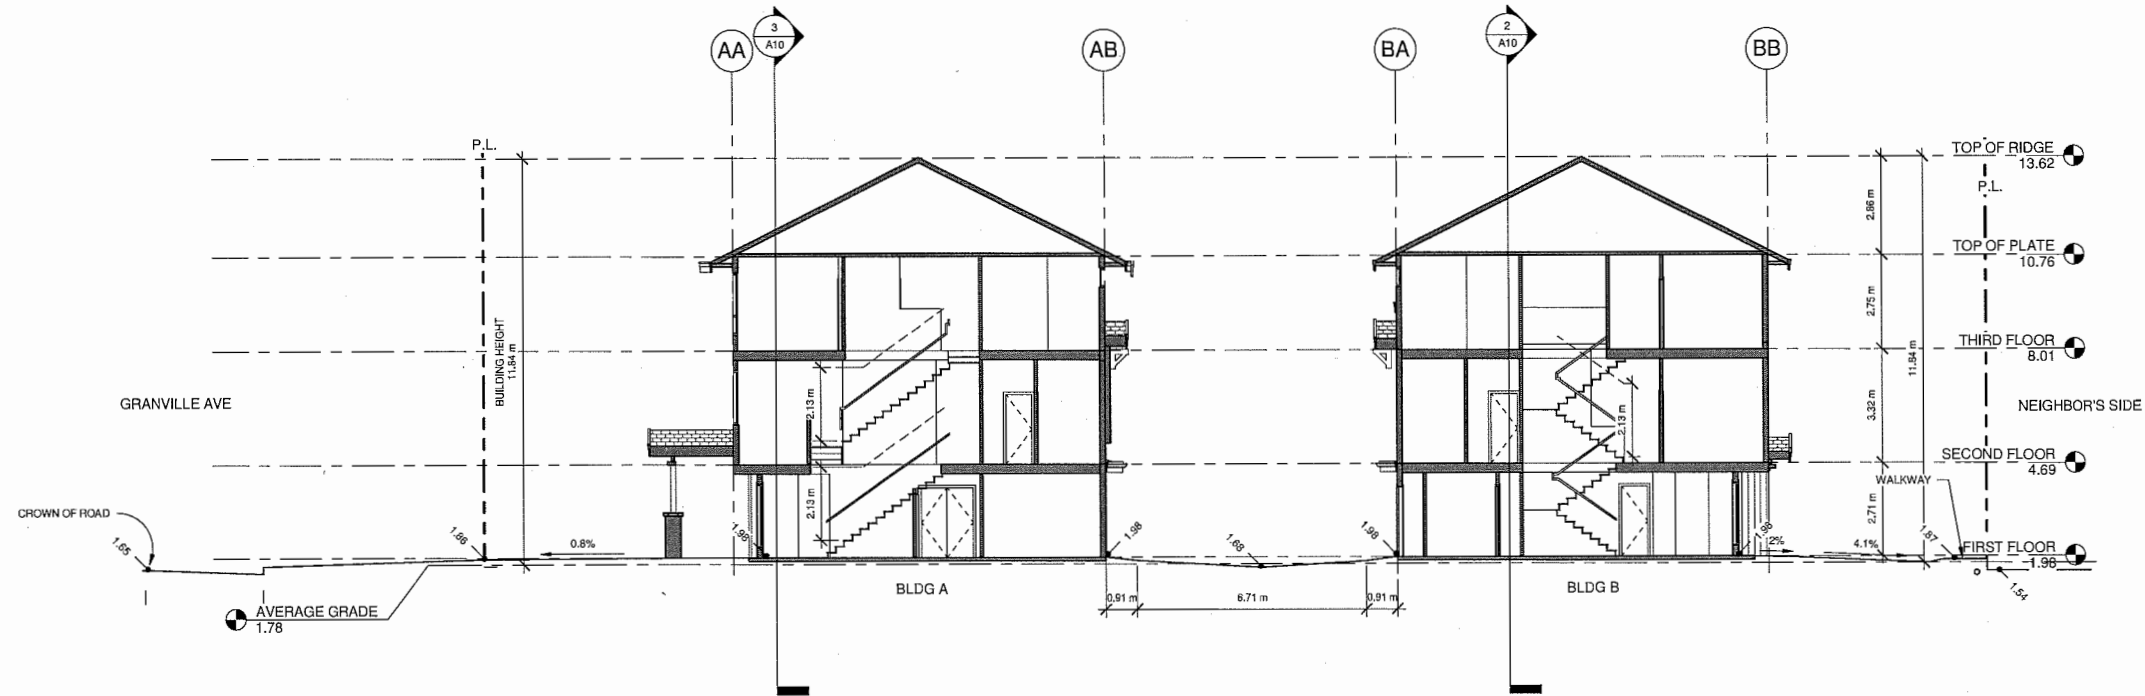 3
A10
AA
AB
BA
2
A10
BB
P.L.
TOP OF RIDGE
13.62
P.L.
2.86 m
TOP OF PLATE
10.76
2.75 m
BUILDING HEIGHT
11.84 m
THIRD FLOOR
8.01
11.84 m
GRANVILLE AVE
2.13 m
2.13 m
3.32 m
NEIGHBOR'S SIDE
SECOND FLOOR
4.69
WALKWAY
CROWN OF ROAD
1.65
1.86
0.8%
2.13 m
1.98
1.98
1.68
1.98
1.98
2%
4.1%
2.71 m
1.87
FIRST FLOOR
1.98
1.54
BLDG A
BLDG B
0.91 m
6.71 m
0.91 m
AVERAGE GRADE
1.78